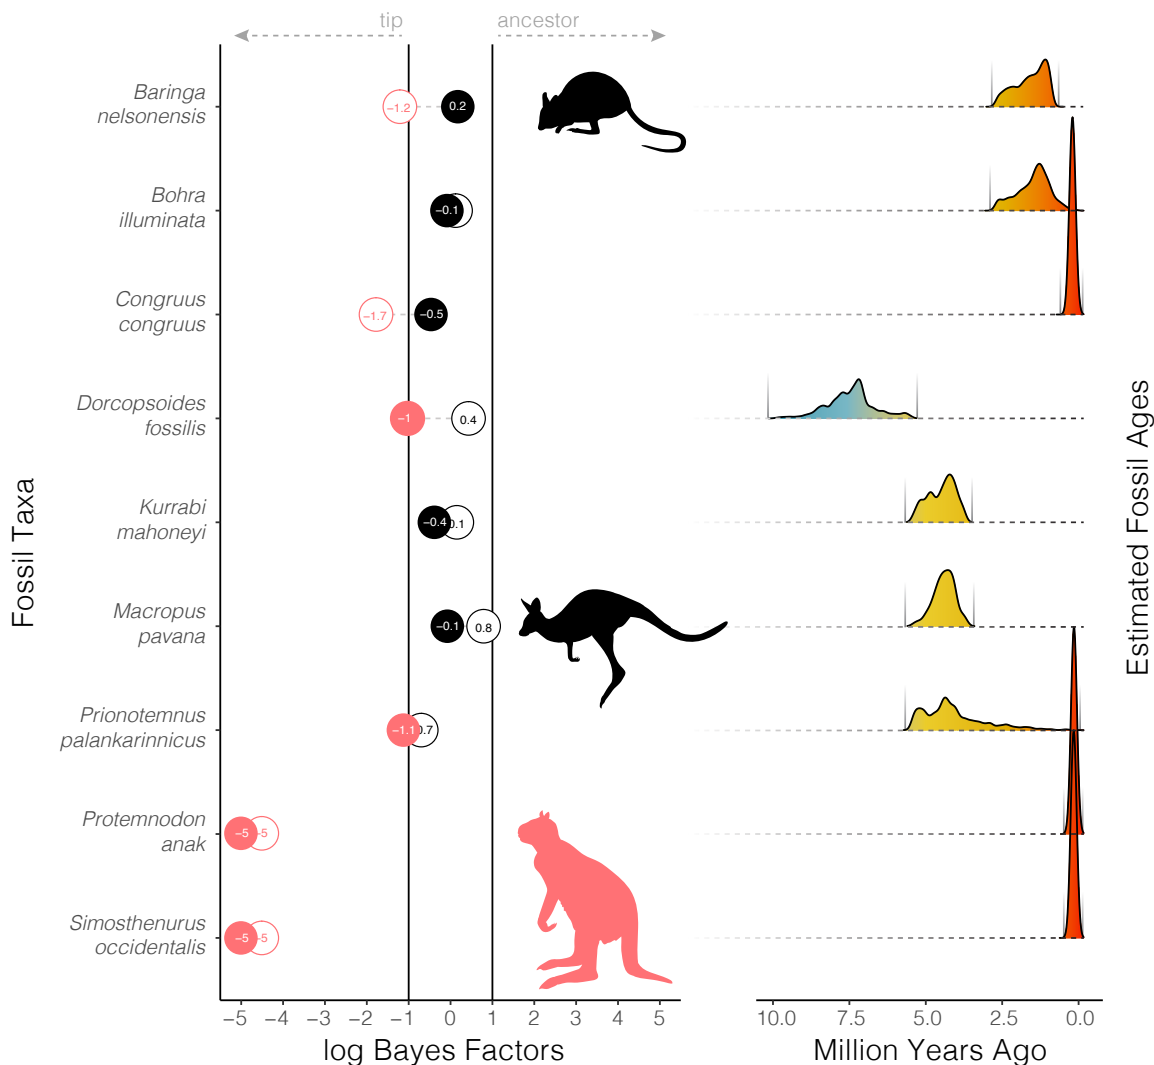 tip
ancestor
Baringa
nelsonensis
−1.2
0.2
Bohra
illuminata
−0.1
Congruus
congruus
−1.7
−0.5
Dorcopsoides
fossilis
−1
0.4
Kurrabi
mahoneyi
−0.4
0.1
Macropus
pavana
−0.1
0.8
Prionotemnus
palankarinnicus
−1.1
0.7
Protemnodon
anak
−5
-5
Simosthenurus
occidentalis
−5
-5
Fossil Taxa
Estimated Fossil Ages
−5 −4 −3 −2 −1 0 1 2 3 4 5
10.0 7.5 5.0 2.5 0.0
log Bayes Factors
Million Years Ago